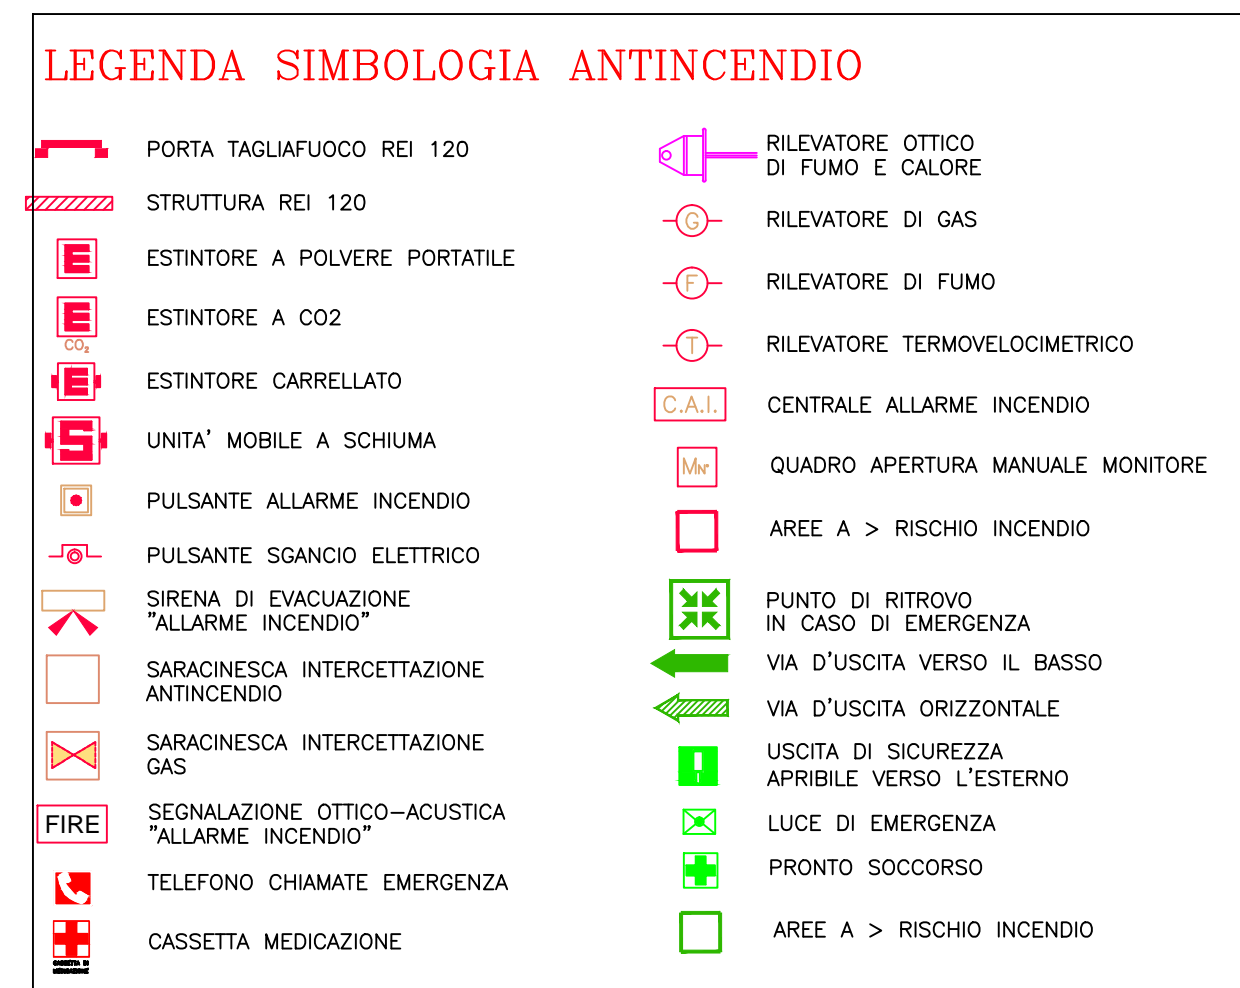 LEGENDA SIMBOLOGIA ANTINCENDIO
PORTA TAGLIAFUOCO REI 120
STRUTTURA REI 120
E
ESTINTORE A POLVERE PORTATILE
E
CO2
ESTINTORE A CO2
E
ESTINTORE CARRELLATO
S
UNITA' MOBILE A SCHIUMA
PULSANTE ALLARME INCENDIO
PULSANTE SGANCIO ELETTRICO
SIRENA DI EVACUAZIONE
"ALLARME INCENDIO"
SARACINESCA INTERCETTAZIONE
ANTINCENDIO
SARACINESCA INTERCETTAZIONE
GAS
FIRE
SEGNALAZIONE OTTICO-ACUSTICA
"ALLARME INCENDIO"
TELEFONO CHIAMATE EMERGENZA
CASSETTA DI
MEDICAZIONE
CASSETTA MEDICAZIONE
RILEVATORE OTTICO
DI FUMO E CALORE
G
RILEVATORE DI GAS
F
RILEVATORE DI FUMO
T
RILEVATORE TERMOVELOCIMETRICO
C.A.I.
CENTRALE ALLARME INCENDIO
MN°
QUADRO APERTURA MANUALE MONITORE
AREE A > RISCHIO INCENDIO
PUNTO DI RITROVO
IN CASO DI EMERGENZA
VIA D'USCITA VERSO IL BASSO
VIA D'USCITA ORIZZONTALE
USCITA DI SICUREZZA
APRIBILE VERSO L'ESTERNO
LUCE DI EMERGENZA
PRONTO SOCCORSO
AREE A > RISCHIO INCENDIO